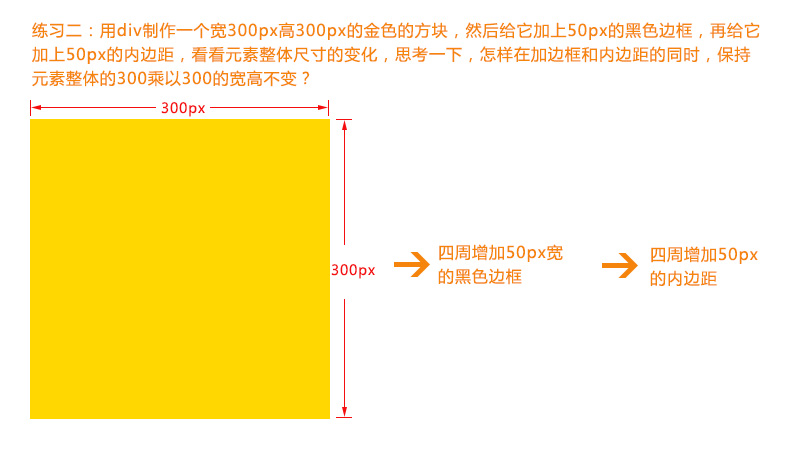 练习二：用div制作一个宽300px高300px的金色的方块，然后给它加上50px的黑色边框，再给它
加上50px的内边距，看看元素整体尺寸的变化，思考一下，怎样在加边框和内边距的同时，保持
元素整体的300乘以300的宽高不变？
300px
300px
四周增加50px宽
的黑色边框
四周增加50px
的内边距